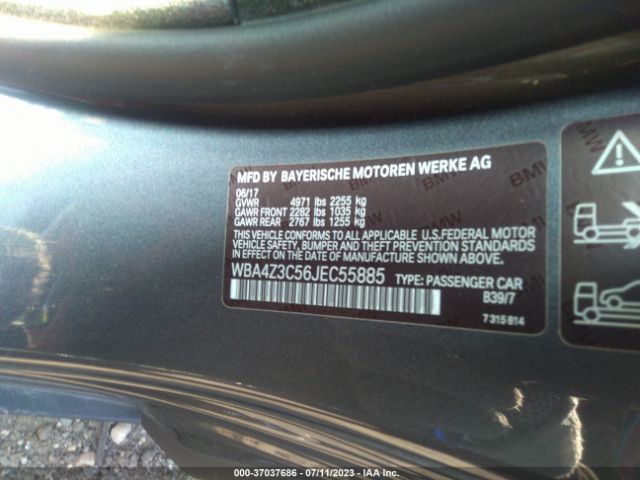 MFD BY BAYERISCHE MOTOREN WERKE AG
06/17
GVWR 4971 lbs 2255 kg
GAWR FRONT 2282 lbs 1035 kg
GAWR REAR 2767 lbs 1255 kg
THIS VEHICLE CONFORMS TO ALL APPLICABLE U.S.FEDERAL MOTOR
VEHICLE SAFETY, BUMPER AND THEFT PREVENTION STANDARDS
IN EFFECT ON THE DATE OF MANUFACTURE SHOWN ABOVE.
WBA4Z3C56JEC55885 TYPE: PASSENGER CAR
B39/7
7 315 814
000-37037686 - 07/11/2023 - IAA Inc.